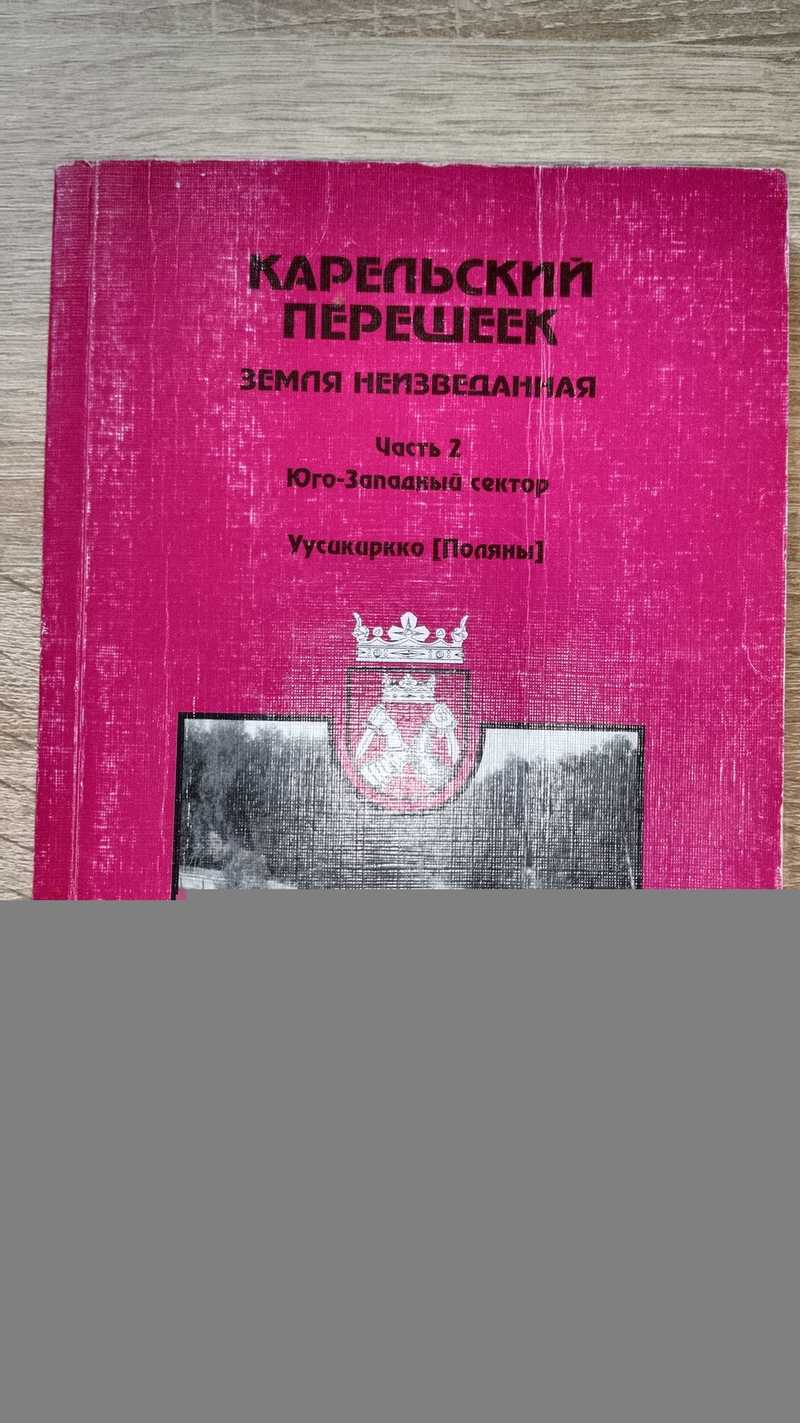 КАРЕЛЬСКИЙ
ПЕРЕШЕЕК
ЗЕМЛЯ НЕИЗВЕДАННАЯ
Часть 2
Юго-Западный сектор
Уусикиркко [Поляны]